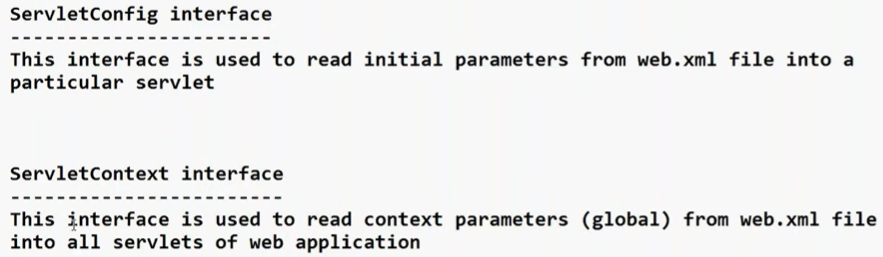 ServletConfig interface
-----------------------
This interface is used to read initial parameters from web.xml file into a
particular servlet
ServletContext interface
------------------------
This interface is used to read context parameters (global) from web.xml file
into all servlets of web application